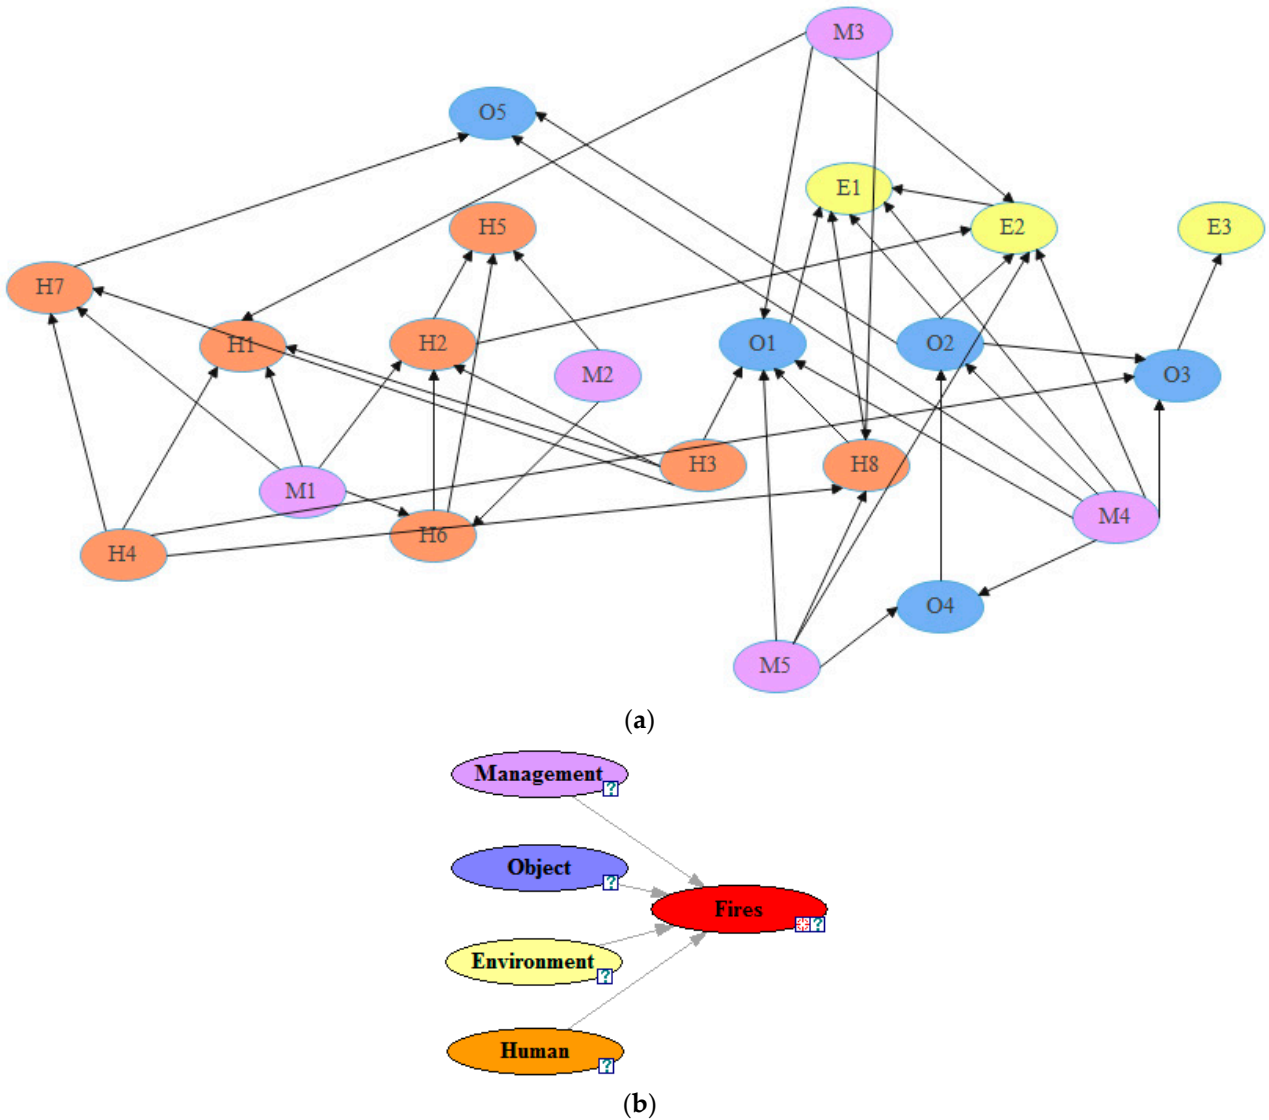 M3
O5
E1
H5
E2
E3
H7
H1
H2
O1
O2
M2
O3
H3
H8
M1
M4
H6
H4
O4
M5
(a)
Management
?
Object
?
Fires
?
Environment
?
Human
?
(b)